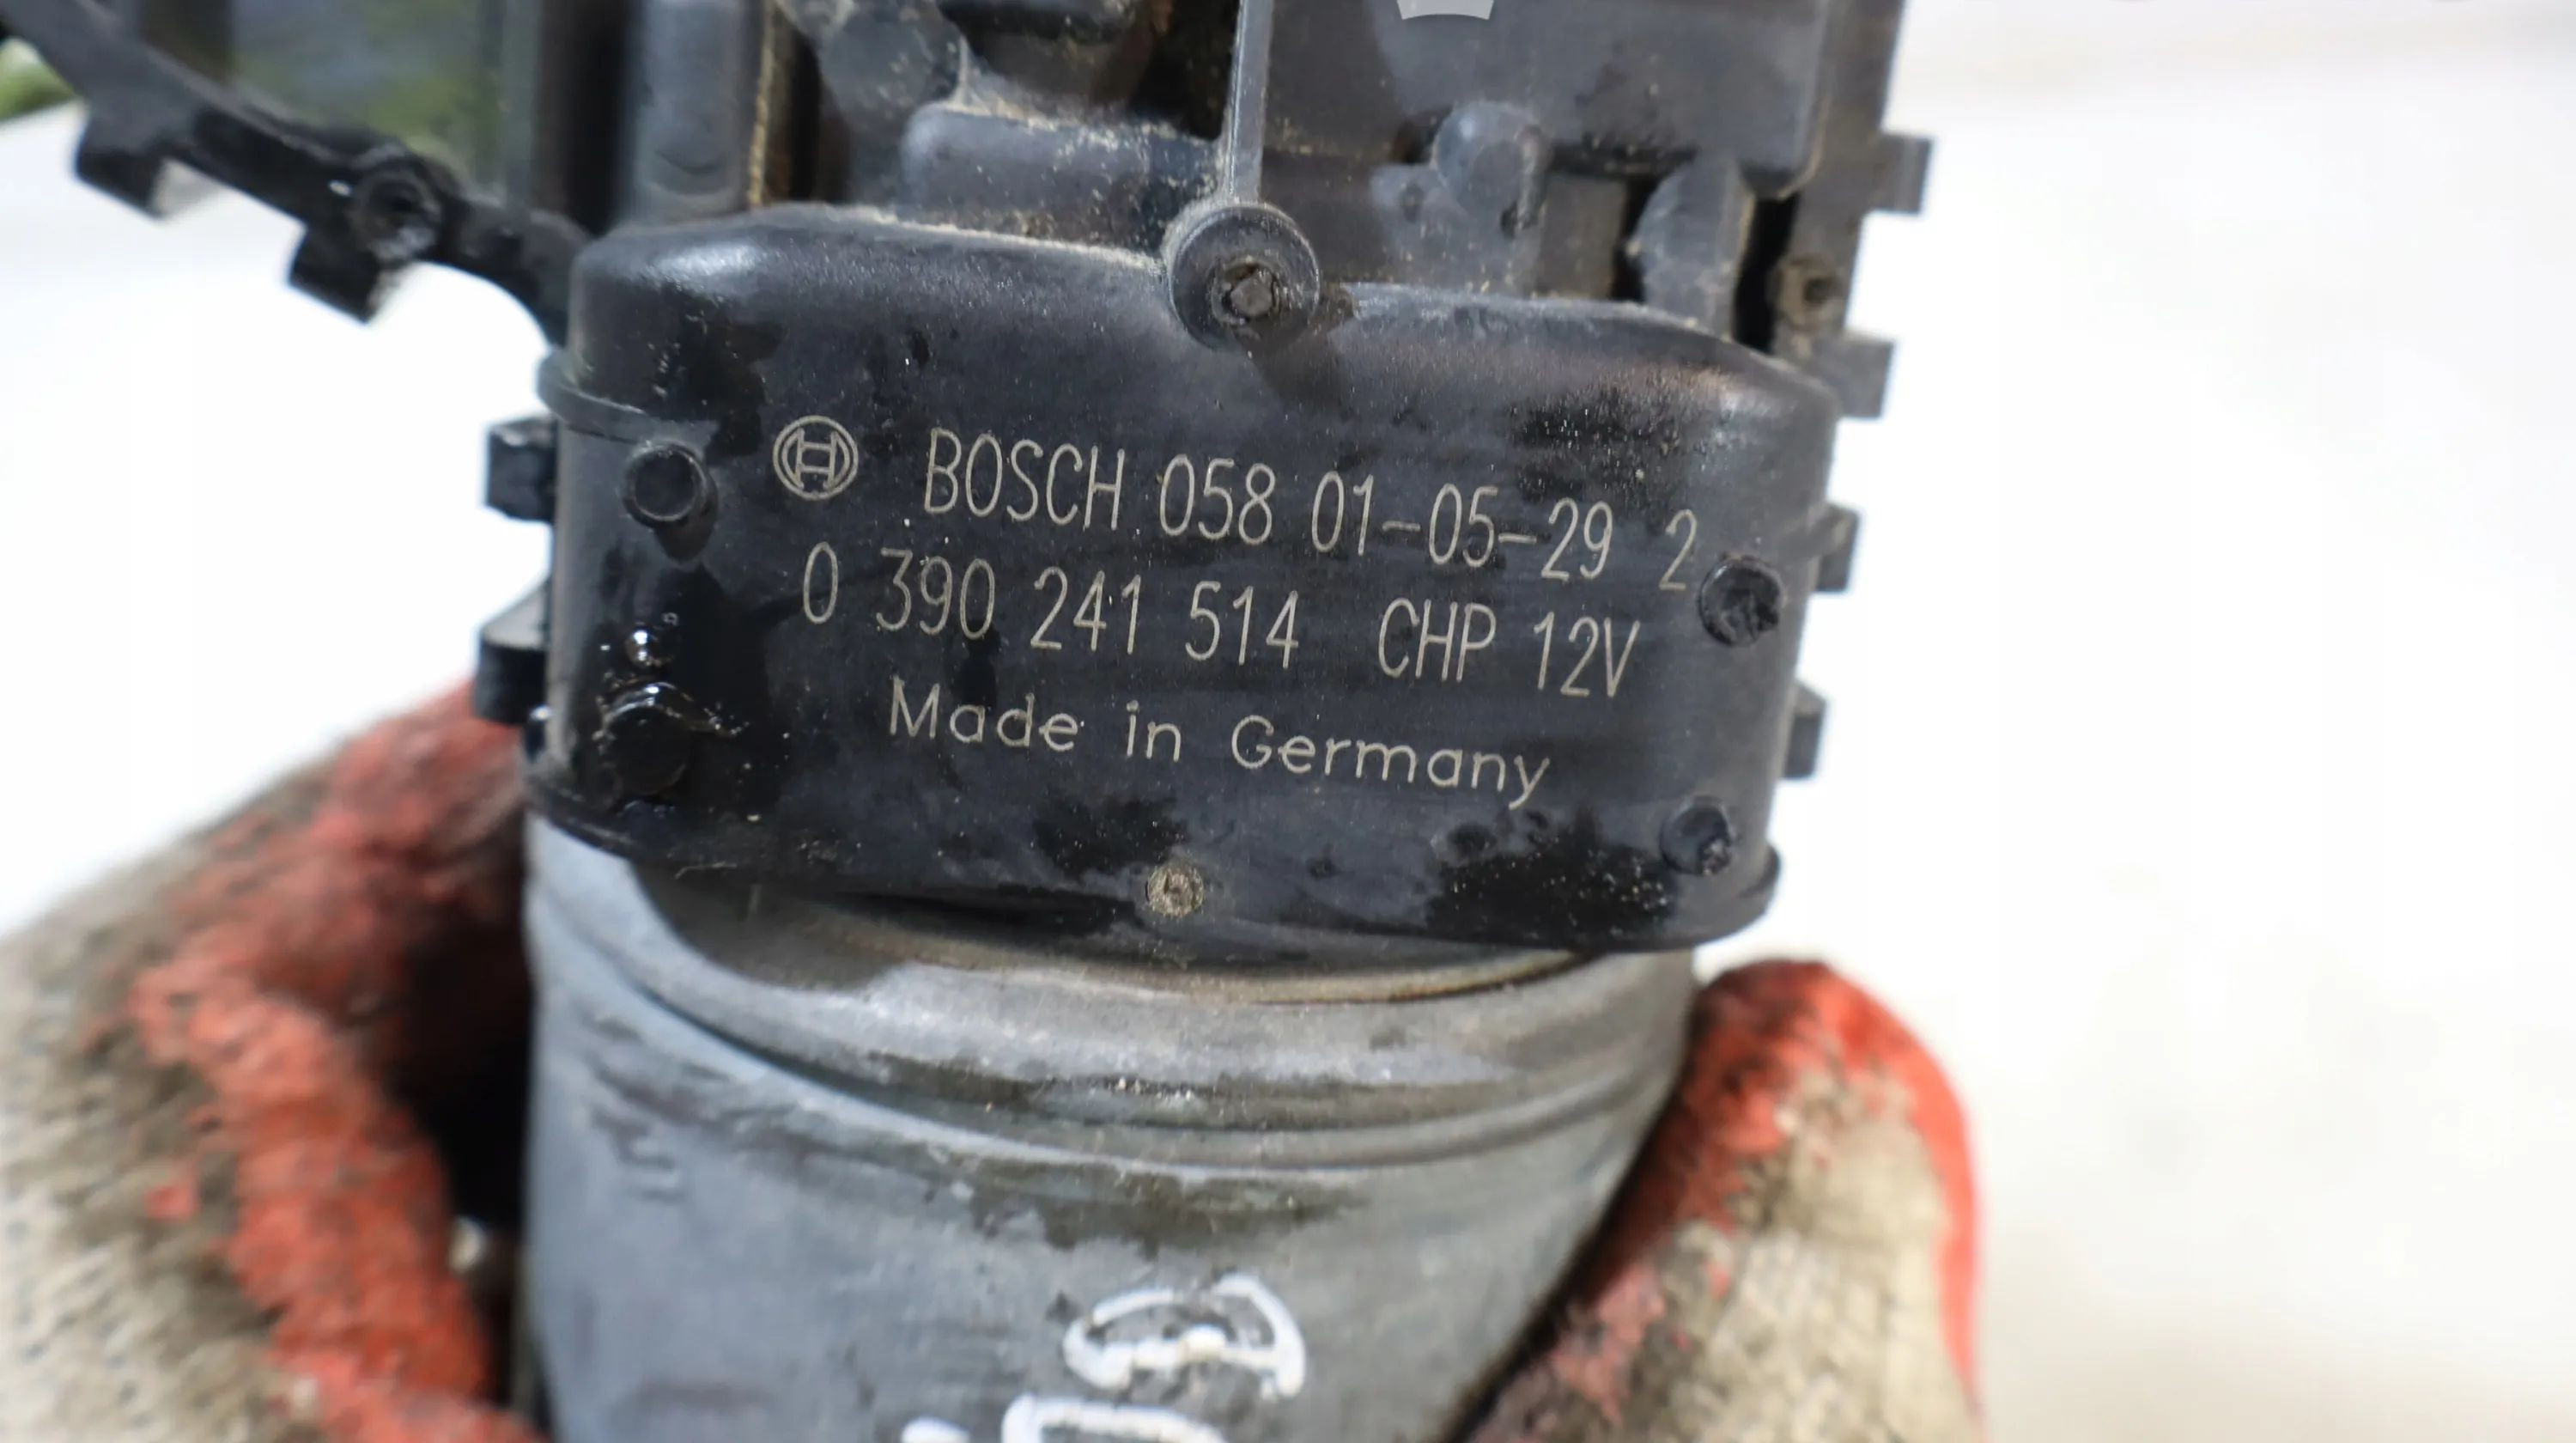 BOSCH 058 01-05-29 2
0 390 241 514 CHP 12V
Made in Germany